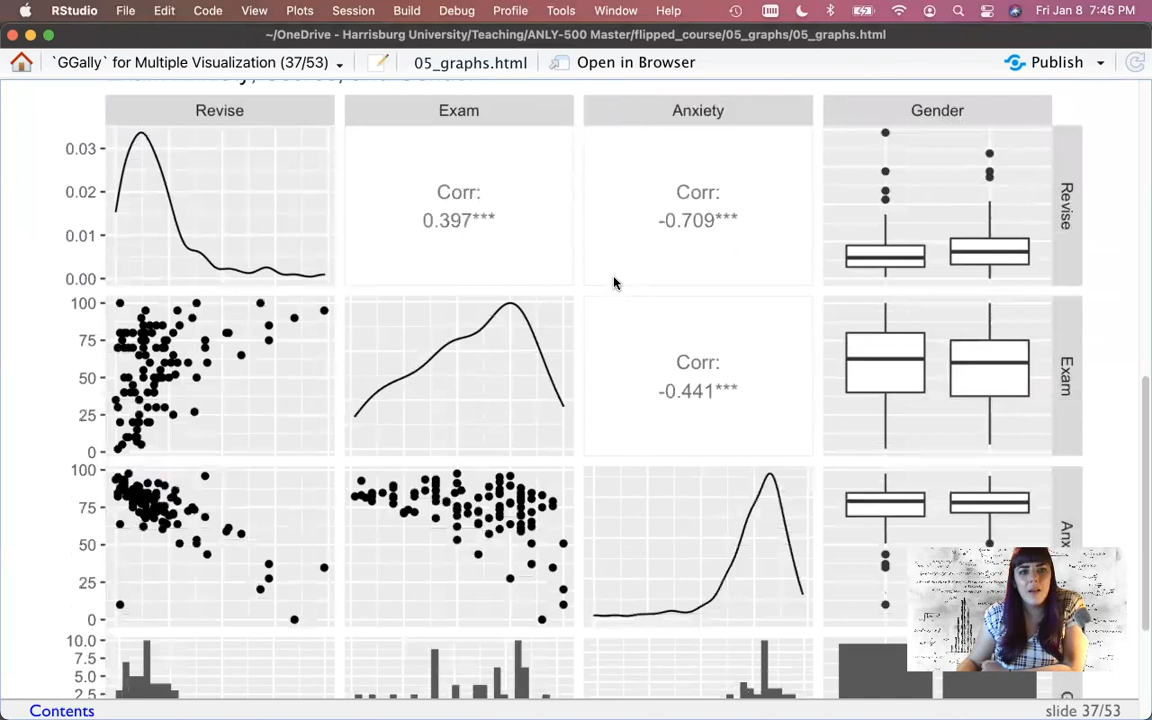 RStudio File Edit Code View Plots Session Build Debug Profile Tools Window Help Fri Jan 8 7:46 PM
~/OneDrive - Harrisburg University/Teaching/ANLY-500 Master/flipped_course/05_graphs/05_graphs.html
`GGally` for Multiple Visualization (37/53) 05_graphs.html Open in Browser Publish
Revise Exam Anxiety Gender
0.03
0.02
0.01
0.00
Corr:
0.397***
Corr:
-0.709***
Revise
100
75
50
25
0
Corr:
-0.441***
Exam
100
75
50
25
0
Anx
10.0
7.5
5.0
2.5
Contents slide 37/53